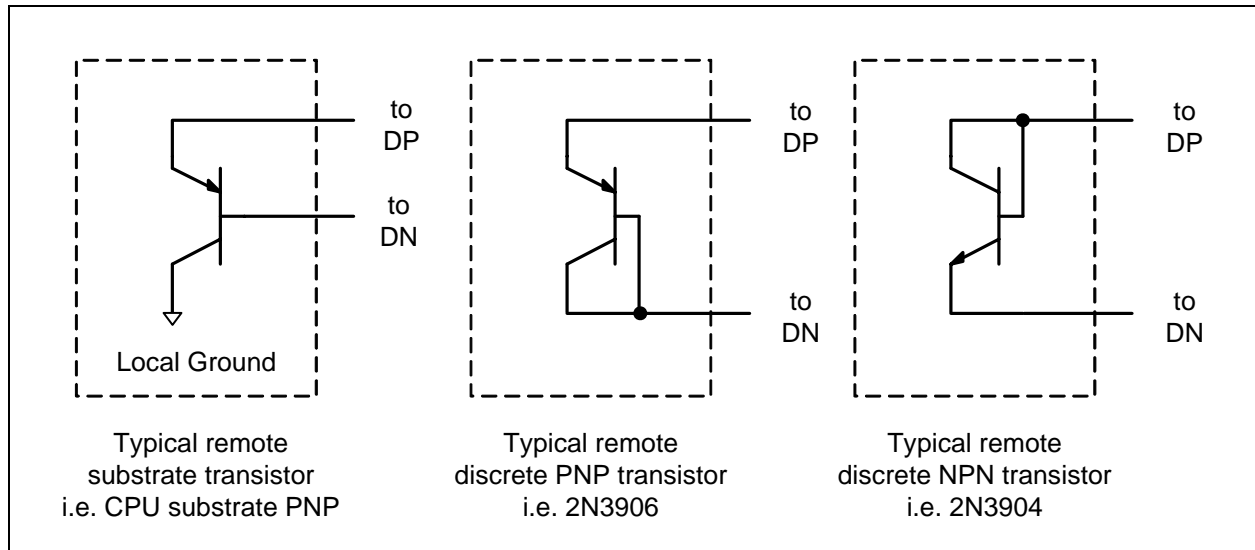 to
DP
to
DN
Local Ground
Typical remote
substrate transistor
i.e. CPU substrate PNP
to
DP
to
DN
Typical remote
discrete PNP transistor
i.e. 2N3906
to
DP
to
DN
Typical remote
discrete NPN transistor
i.e. 2N3904